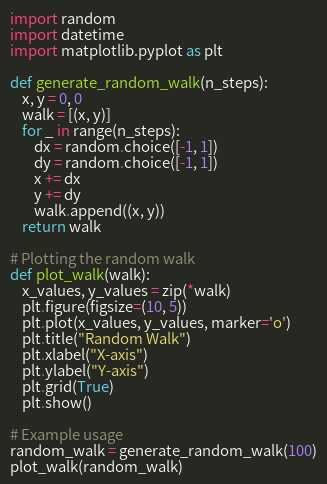 import random
import datetime
import matplotlib.pyplot as plt

def generate_random_walk(n_steps):
    x, y = 0, 0
    walk = [(x, y)]
    for _ in range(n_steps):
        dx = random.choice([-1, 1])
        dy = random.choice([-1, 1])
        x += dx
        y += dy
        walk.append((x, y))
    return walk

# Plotting the random walk
def plot_walk(walk):
    x_values, y_values = zip(*walk)
    plt.figure(figsize=(10, 5))
    plt.plot(x_values, y_values, marker='o')
    plt.title("Random Walk")
    plt.xlabel("X-axis")
    plt.ylabel("Y-axis")
    plt.grid(True)
    plt.show()

# Example usage
random_walk = generate_random_walk(100)
plot_walk(random_walk)